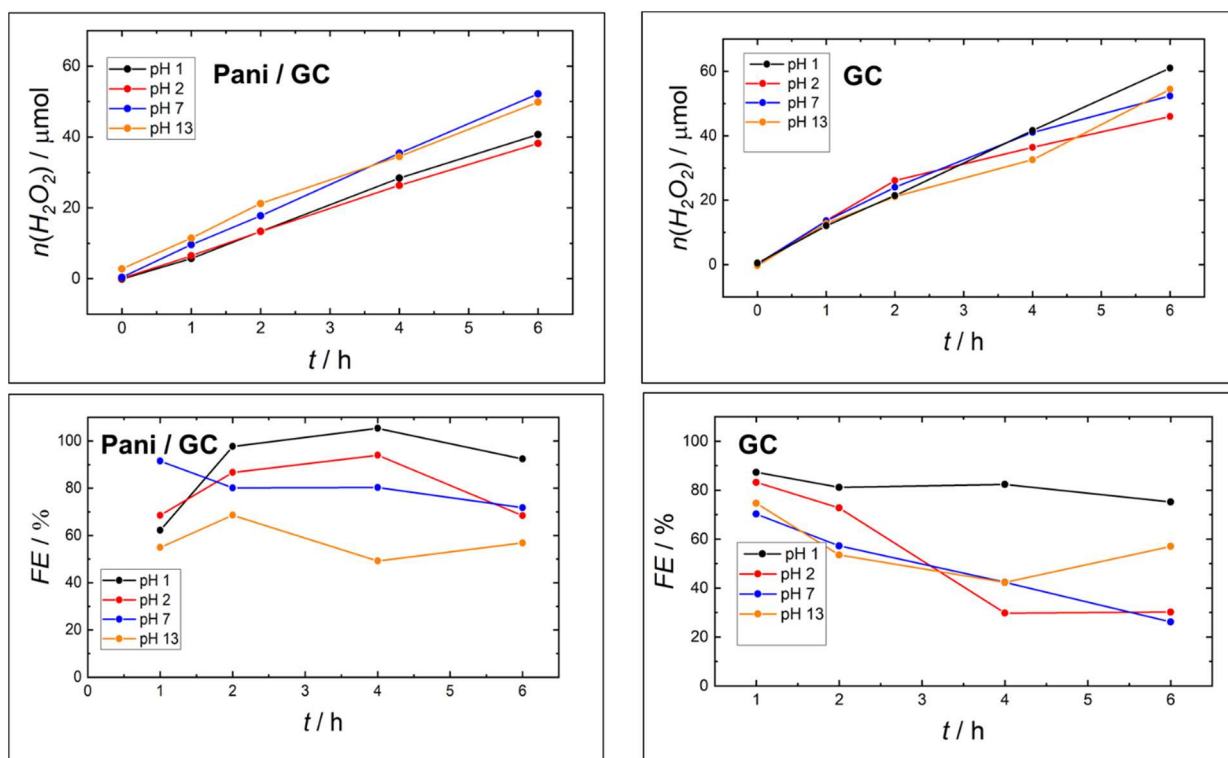 Pani / GC
pH 1
pH 2
pH 7
pH 13
n(H2O2) / μmol
60
40
20
0
0 1 2 3 4 5 6
t / h
GC
pH 1
pH 2
pH 7
pH 13
n(H2O2) / μmol
60
40
20
0
0 1 2 3 4 5 6
t / h
Pani / GC
FE / %
100
80
60
40
20
0
pH 1
pH 2
pH 7
pH 13
0 1 2 3 4 5 6
t / h
GC
FE / %
100
80
60
40
20
0
pH 1
pH 2
pH 7
pH 13
1 2 3 4 5 6
t / h